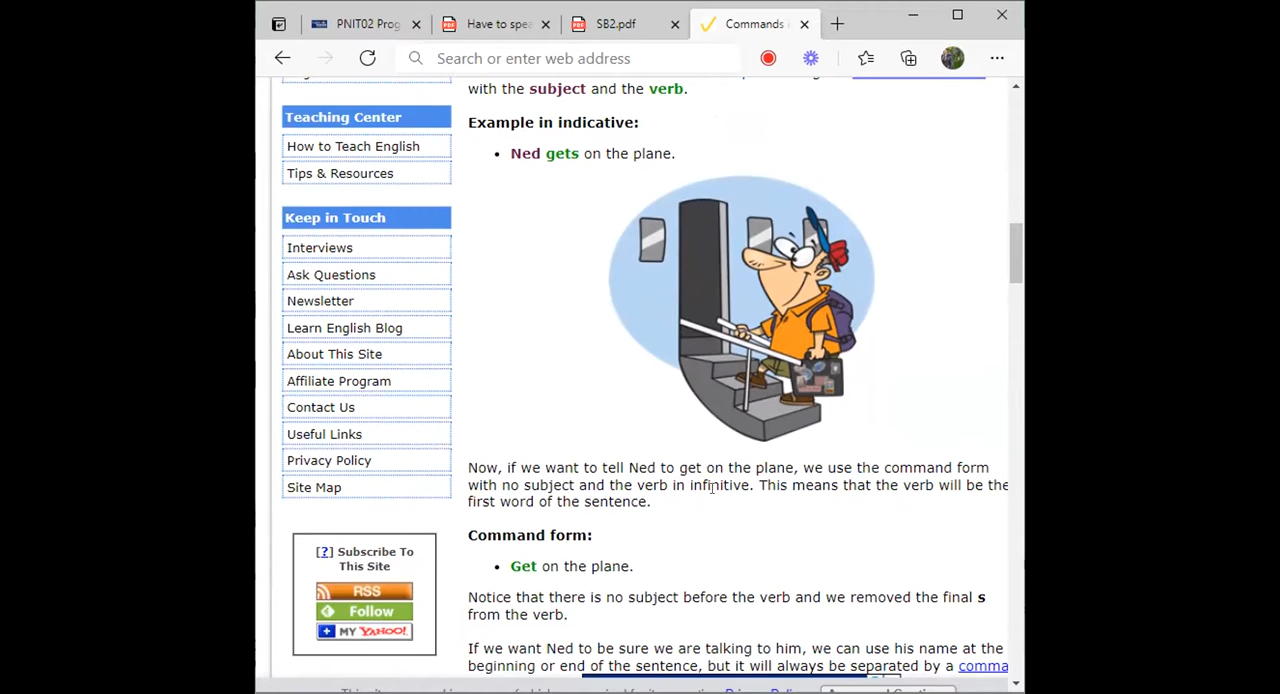 PNIT02 Prog
Have to spea
SB2.pdf
Commands i
Search or enter web address
with the subject and the verb.
Example in indicative:
• Ned gets on the plane.
Now, if we want to tell Ned to get on the plane, we use the command form
with no subject and the verb in infinitive. This means that the verb will be the
first word of the sentence.
Command form:
• Get on the plane.
Notice that there is no subject before the verb and we removed the final s
from the verb.
If we want Ned to be sure we are talking to him, we can use his name at the
beginning or end of the sentence, but it will always be separated by a comma
Teaching Center
How to Teach English
Tips & Resources
Keep in Touch
Interviews
Ask Questions
Newsletter
Learn English Blog
About This Site
Affiliate Program
Contact Us
Useful Links
Privacy Policy
Site Map
[?] Subscribe To
This Site
RSS
Follow
MY YAHOO!